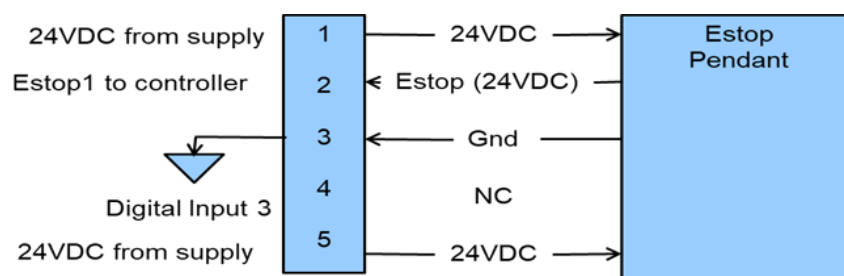 24VDC from supply 1 24VDC Estop
Pendant
Estop1 to controller 2 Estop (24VDC)
3 Gnd
Digital Input 3 4 NC
24VDC from supply 5 24VDC